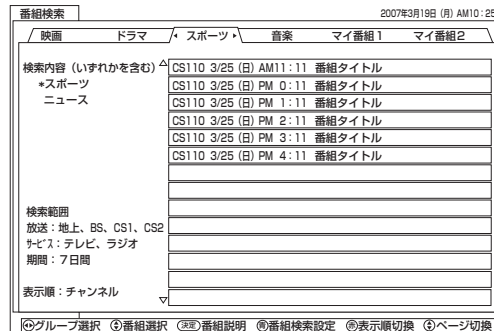 番組検索
2007年3月19日 (月) AM10:25
映画 ドラマ スポーツ 音楽 マイ番組1 マイ番組2
検索内容 (いずれかを含む)
*スポーツ
ニュース
CS110 3/25 (日) AM11:11 番組タイトル
CS110 3/25 (日) PM 0:11 番組タイトル
CS110 3/25 (日) PM 1:11 番組タイトル
CS110 3/25 (日) PM 2:11 番組タイトル
CS110 3/25 (日) PM 3:11 番組タイトル
CS110 3/25 (日) PM 4:11 番組タイトル
検索範囲
放送:地上、BS、CS1、CS2
サービス:テレビ、ラジオ
期間:7日間
表示順:チャンネル
グループ選択 番組選択 決定 番組説明 青 番組検索設定 赤 表示順切換 ページ切換